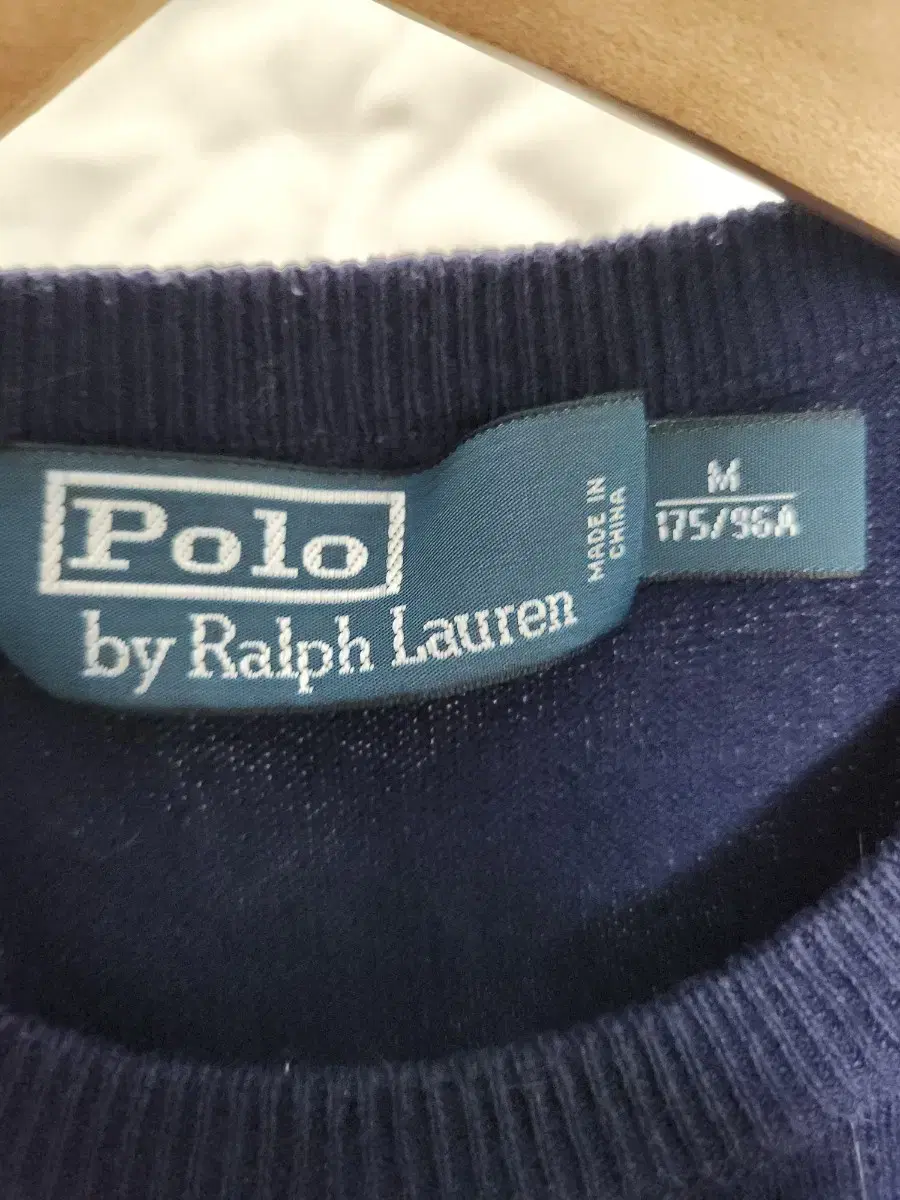 Polo
by Ralph Lauren
MADE IN
CHINA
M
175/96A